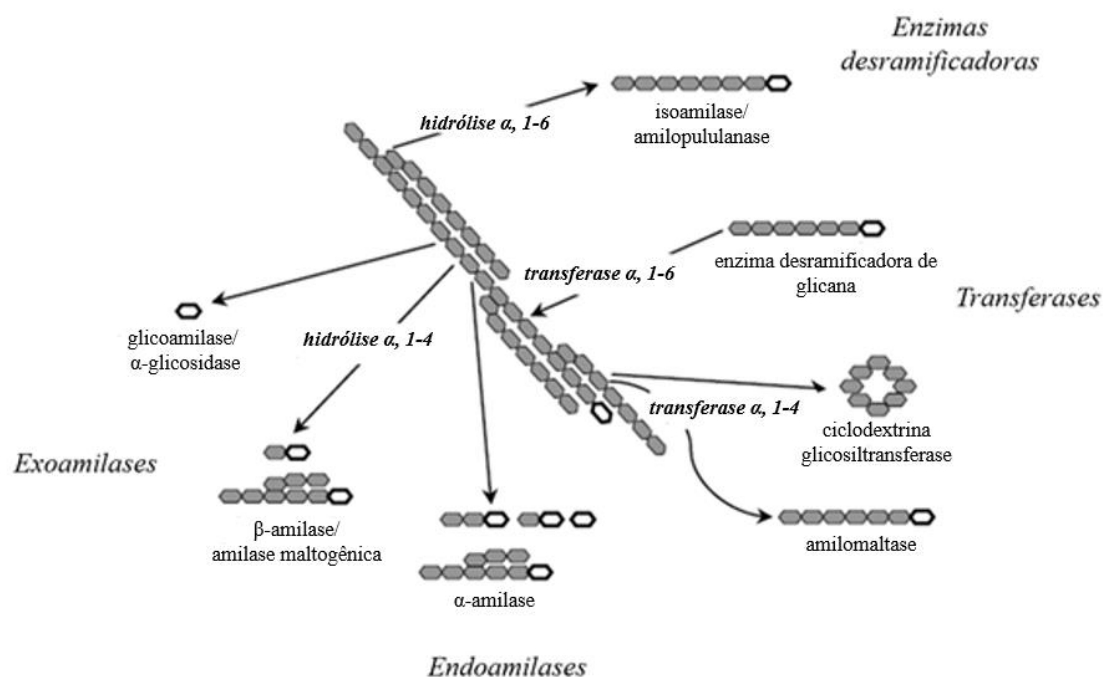 Enzimas
desramificadoras
hidrólise α, 1-6
isoamilase/
amilopululanase
transferase α, 1-6
enzima desramificadora de
glicana
Transferases
glicoamilase/
α-glicosidase
hidrólise α, 1-4
transferase α, 1-4
ciclodextrina
glicosiltransferase
Exoamilases
β-amilase/
amilase maltogênica
amilomaltase
α-amilase
Endoamilases